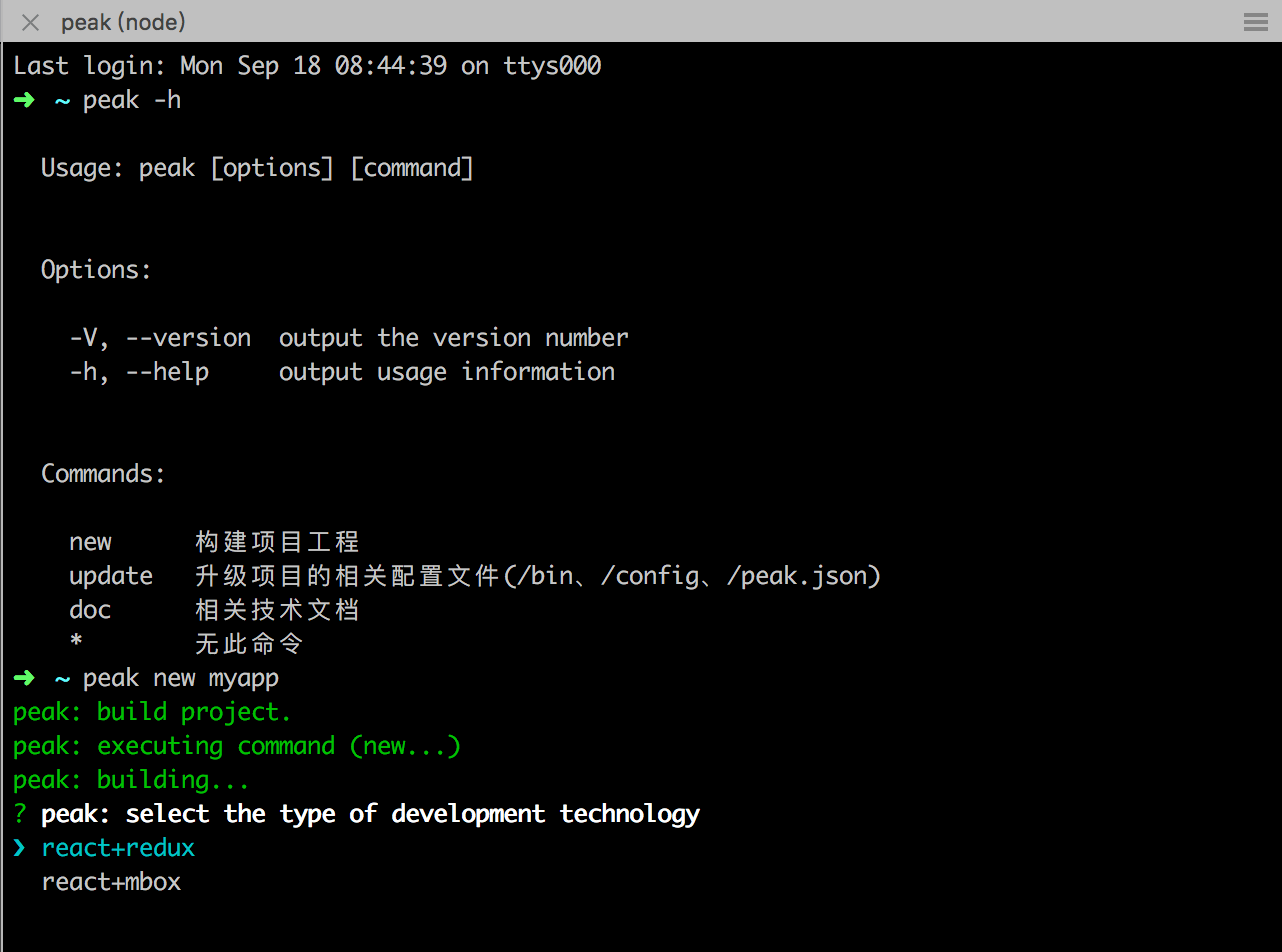 peak (node)
Last login: Mon Sep 18 08:44:39 on ttys000
➜ ~ peak -h
Usage: peak [options] [command]
Options:
-V, --version output the version number
-h, --help output usage information
Commands:
new 构建项目工程
update 升级项目的相关配置文件(/bin、/config、/peak.json)
doc 相关技术文档
* 无此命令
➜ ~ peak new myapp
peak: build project.
peak: executing command (new...)
peak: building...
? peak: select the type of development technology
❯ react+redux
react+mbox